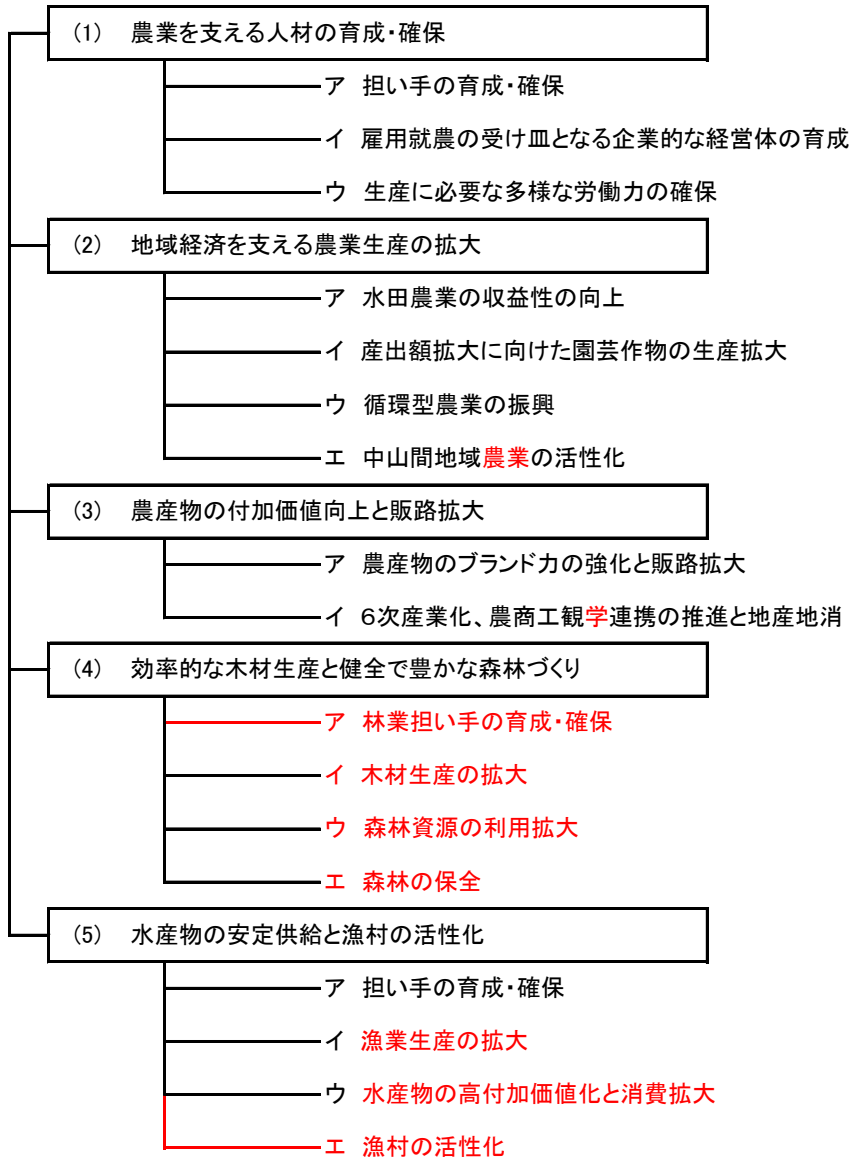 (1) 農業を支える人材の育成・確保
ア 担い手の育成・確保
イ 雇用就農の受け皿となる企業的な経営体の育成
ウ 生産に必要な多様な労働力の確保
(2) 地域経済を支える農業生産の拡大
ア 水田農業の収益性の向上
イ 産出額拡大に向けた園芸作物の生産拡大
ウ 循環型農業の振興
エ 中山間地域農業の活性化
(3) 農産物の付加価値向上と販路拡大
ア 農産物のブランド力の強化と販路拡大
イ 6次産業化、農商工観学連携の推進と地産地消
(4) 効率的な木材生産と健全で豊かな森林づくり
ア 林業担い手の育成・確保
イ 木材生産の拡大
ウ 森林資源の利用拡大
エ 森林の保全
(5) 水産物の安定供給と漁村の活性化
ア 担い手の育成・確保
イ 漁業生産の拡大
ウ 水産物の高付加価値化と消費拡大
エ 漁村の活性化